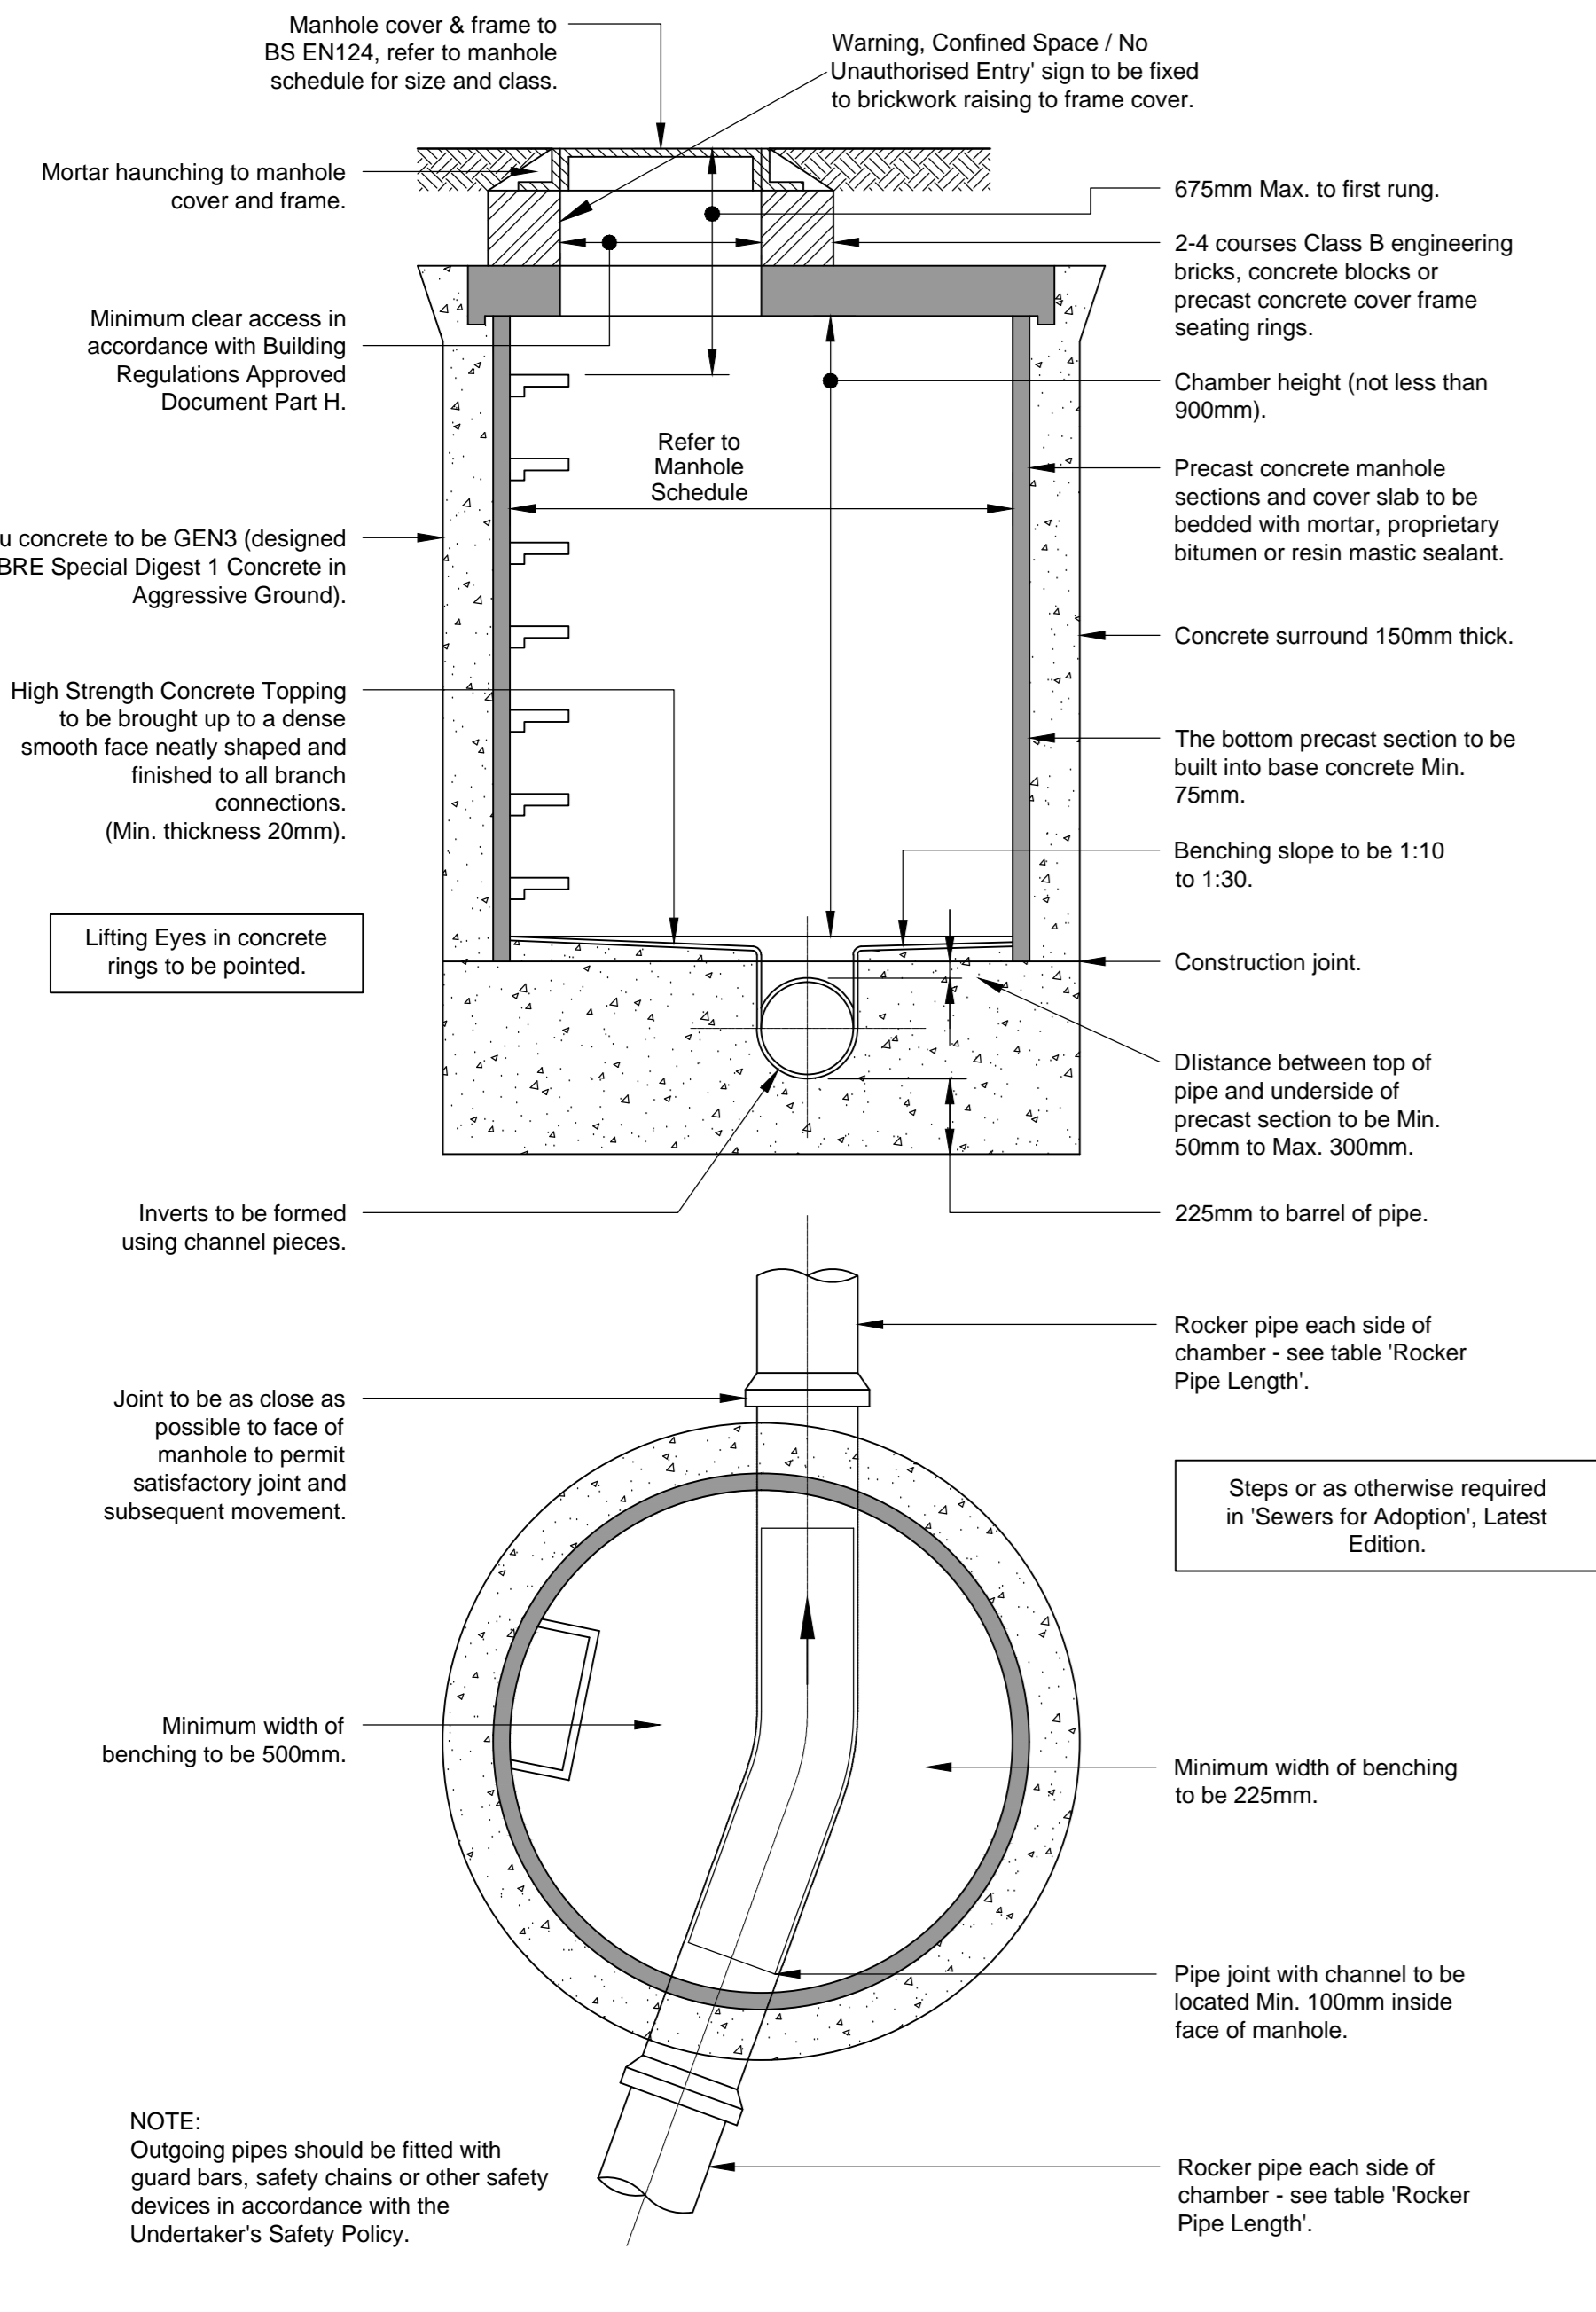 Manhole cover & frame to
BS EN124, refer to manhole
schedule for size and class.
Warning, Confined Space / No
Unauthorised Entry' sign to be fixed
to brickwork raising to frame cover.
Mortar haunching to manhole
cover and frame.
675mm Max. to first rung.
2-4 courses Class B engineering
bricks, concrete blocks or
precast concrete cover frame
seating rings.
Minimum clear access in
accordance with Building
Regulations Approved
Document Part H.
Chamber height (not less than
900mm).
Refer to
Manhole
Schedule
Precast concrete manhole
sections and cover slab to be
bedded with mortar, proprietary
bitumen or resin mastic sealant.
concrete to be GEN3 (designed
BRE Special Digest 1 Concrete in
Aggressive Ground).
Concrete surround 150mm thick.
High Strength Concrete Topping
to be brought up to a dense
smooth face neatly shaped and
finished to all branch
connections.
(Min. thickness 20mm).
The bottom precast section to be
built into base concrete Min.
75mm.
Benching slope to be 1:10
to 1:30.
Lifting Eyes in concrete
rings to be pointed.
Construction joint.
DIistance between top of
pipe and underside of
precast section to be Min.
50mm to Max. 300mm.
Inverts to be formed
using channel pieces.
225mm to barrel of pipe.
Rocker pipe each side of
chamber - see table 'Rocker
Pipe Length'.
Joint to be as close as
possible to face of
manhole to permit
satisfactory joint and
subsequent movement.
Steps or as otherwise required
in 'Sewers for Adoption', Latest
Edition.
Minimum width of
benching to be 500mm.
Minimum width of benching
to be 225mm.
Pipe joint with channel to be
located Min. 100mm inside
face of manhole.
NOTE:
Outgoing pipes should be fitted with
guard bars, safety chains or other safety
devices in accordance with the
Undertaker's Safety Policy.
Rocker pipe each side of
chamber - see table 'Rocker
Pipe Length'.